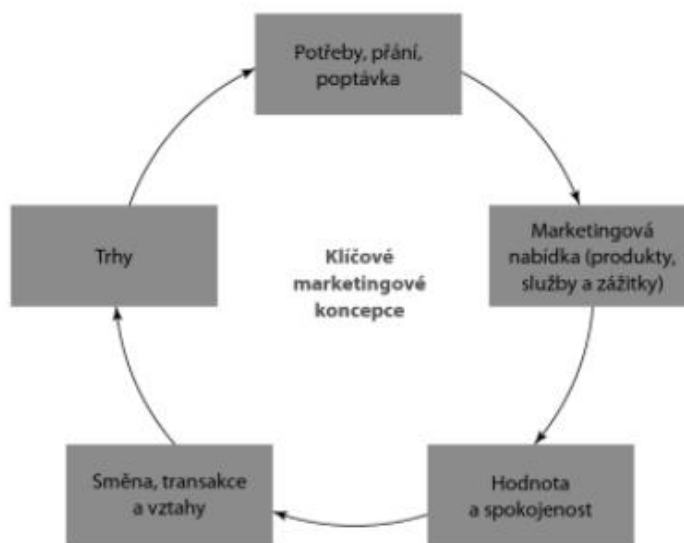 Potřeby, přání,
poptávka
Marketingová
nabídka (produkty,
služby a zážitky)
Hodnota
a spokojenost
Směna, transakce
a vztahy
Trhy
Klíčové
marketingové
koncepce